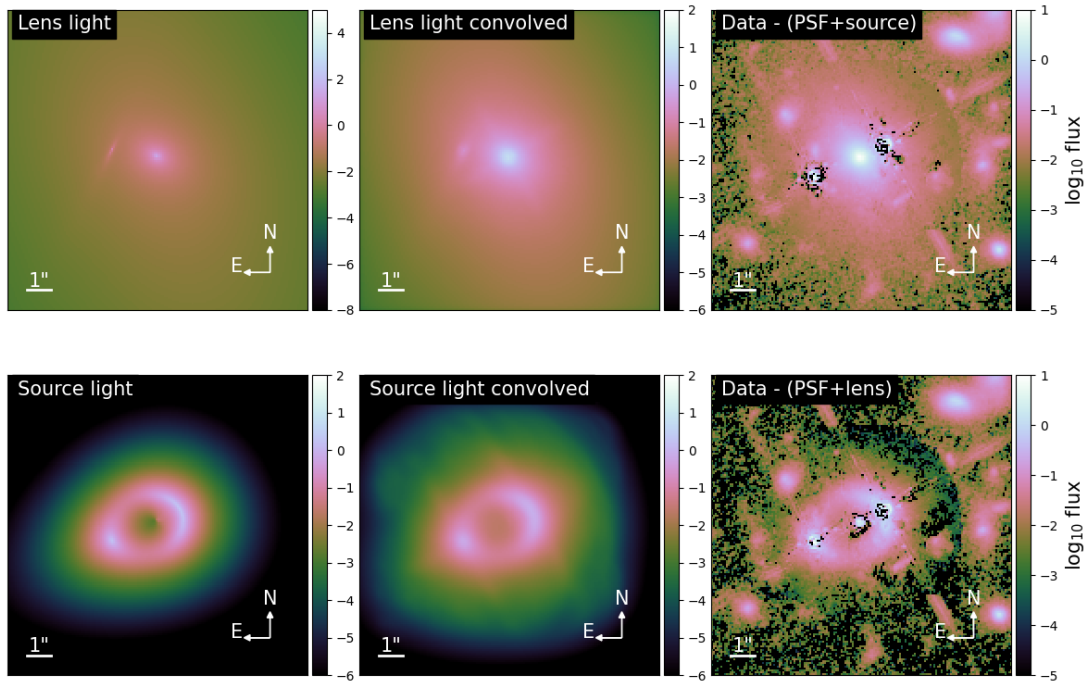 Lens light
N
E
1"
4
2
0
−2
−4
−6
−8
Lens light convolved
N
E
1"
2
1
0
−1
−2
−3
−4
−5
−6
Data - (PSF+source)
N
E
1"
1
0
−1
−2
−3
−4
−5
log₁₀ flux
Source light
N
E
1"
2
1
0
−1
−2
−3
−4
−5
−6
Source light convolved
N
E
1"
2
1
0
−1
−2
−3
−4
−5
−6
Data - (PSF+lens)
N
E
1"
1
0
−1
−2
−3
−4
−5
log₁₀ flux